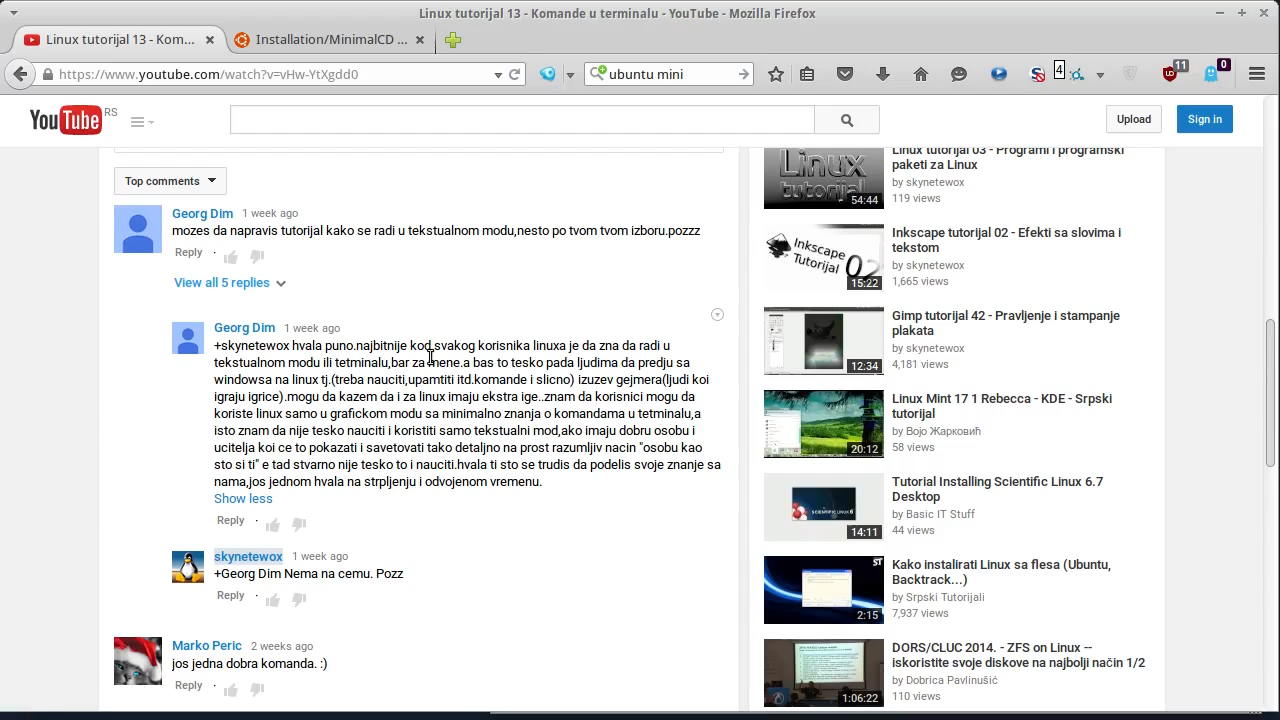 Linux tutorijal 13 - Komande u terminalu - YouTube - Mozilla Firefox
Linux tutorijal 13 - Kom...
Installation/MinimalCD ...
https://www.youtube.com/watch?v=vHw-YtXgdd0
ubuntu mini
4
11
0
YouTube RS
Upload
Sign in
Top comments
Georg Dim 1 week ago
mozes da napravis tutorijal kako se radi u tekstualnom modu,nesto po tvom tvom izboru.pozzz
Reply
View all 5 replies
Georg Dim 1 week ago
+skynetewox hvala puno.najbitnije kod svakog korisnika linuxa je da zna da radi u
tekstualnom modu ili tetminalu,bar za mene.a bas to tesko pada ljudima da predju sa
windowsa na linux tj.(treba nauciti,upamtiti itd.komande i slicno) izuzev gejmera(ljudi koi
igraju igrice).mogu da kazem da i za linux imaju ekstra ige..znam da korisnici mogu da
koriste linux samo u grafickom modu sa minimalno znanja o komandama u tetminalu,a
isto znam da nije tesko nauciti i koristiti samo tekstualni mod,ako imaju dobru osobu i
ucitelja koi ce to pokazati i savetovati tako detaljno na prost razumljiv nacin "osobu kao
sto si ti" e tad stvarno nije tesko to i nauciti.hvala ti sto se trudis da podelis svoje znanje sa
nama,jos jednom hvala na strpljenju i odvojenom vremenu.
Show less
Reply
skynetewox 1 week ago
+Georg Dim Nema na cemu. Pozz
Reply
Marko Peric 2 weeks ago
jos jedna dobra komanda. :)
Reply
Linux
tutorijal
54:44
Linux tutorijal 03 - Programi i programski
paketi za Linux
by skynetewox
119 views
Inkscape
Tutorijal 02
15:22
Inkscape tutorijal 02 - Efekti sa slovima i
tekstom
by skynetewox
1,665 views
12:34
Gimp tutorijal 42 - Pravljenje i stampanje
plakata
by skynetewox
4,181 views
20:12
Linux Mint 17 1 Rebecca - KDE - Srpski
tutorijal
by Војо Жарковић
58 views
SCIENTIFIC LINUX 6
14:11
Tutorial Installing Scientific Linux 6.7
Desktop
by Basic IT Stuff
44 views
ST
2:15
Kako instalirati Linux sa flesa (Ubuntu,
Backtrack...)
by Srpski Tutorijali
7,937 views
1:06:22
DORS/CLUC 2014. - ZFS on Linux --
iskoristite svoje diskove na najbolji način 1/2
by Dobrica Pavlinušić
110 views